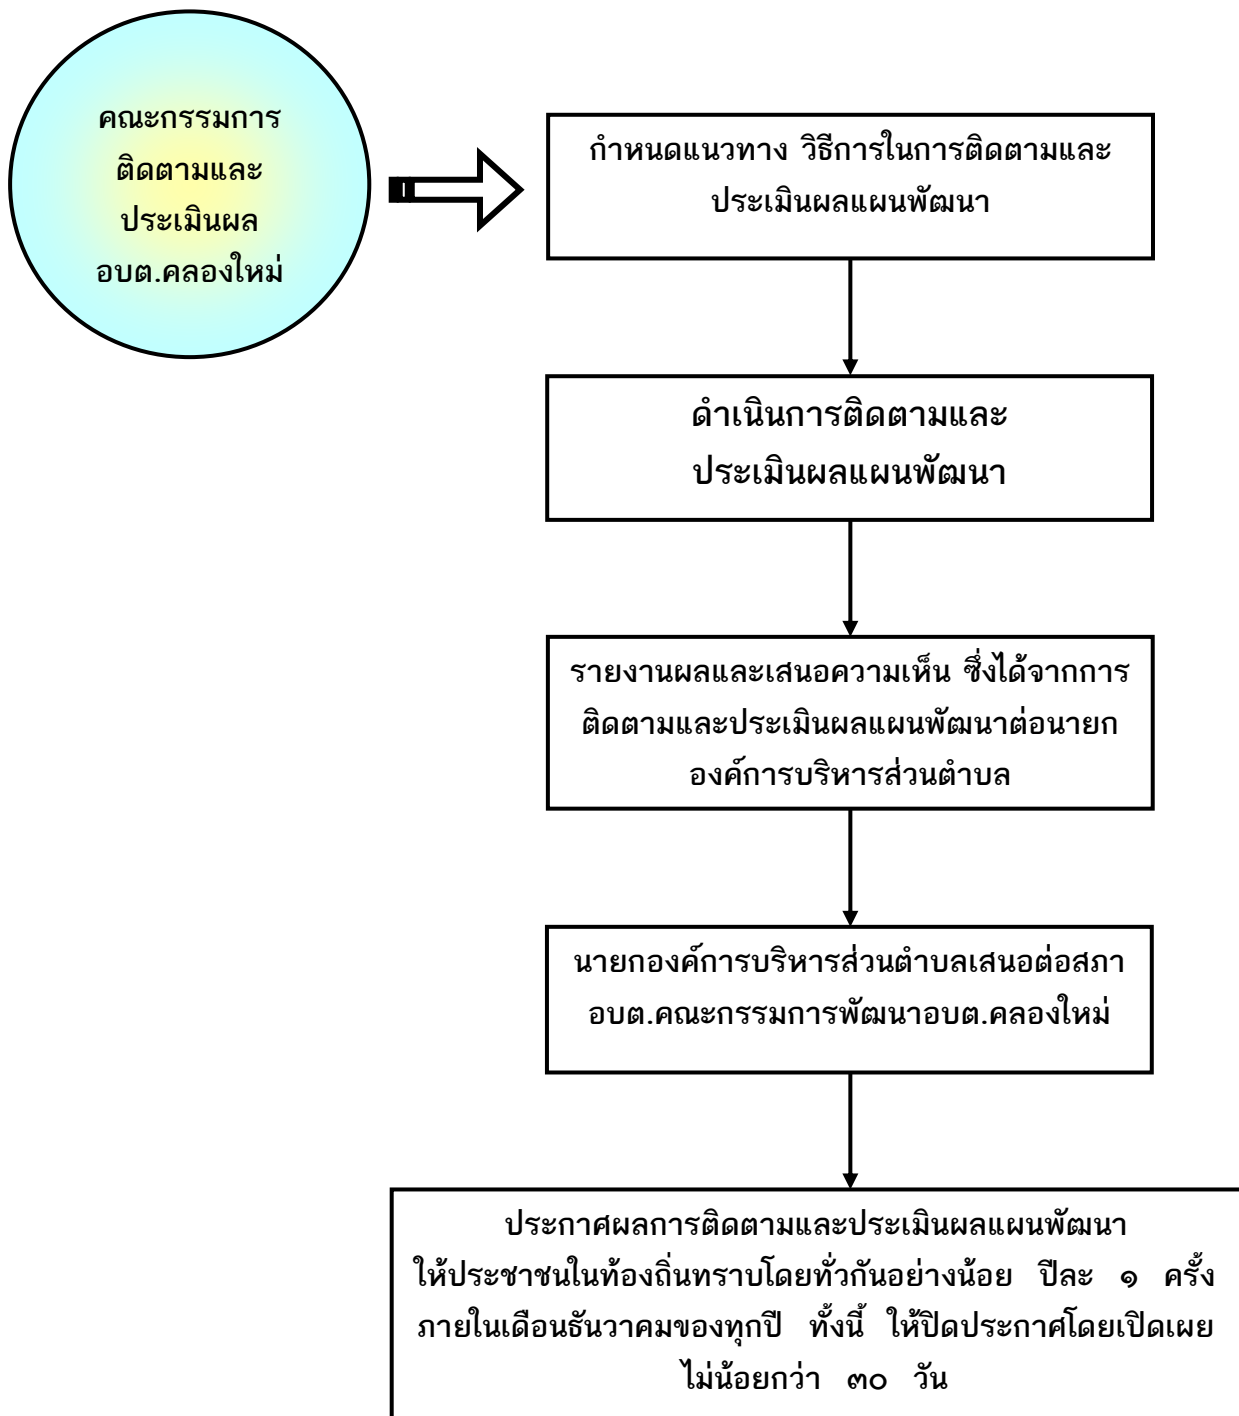 คณะกรรมการ
ติดตามและ
ประเมินผล
อบต.คลองใหม่
กำหนดแนวทาง วิธีการในการติดตามและ
ประเมินผลแผนพัฒนา
ดำเนินการติดตามและ
ประเมินผลแผนพัฒนา
รายงานผลและเสนอความเห็น ซึ่งได้จากการ
ติดตามและประเมินผลแผนพัฒนาต่อนายก
องค์การบริหารส่วนตำบล
นายกองค์การบริหารส่วนตำบลเสนอต่อสภา
อบต.คณะกรรมการพัฒนาอบต.คลองใหม่
ประกาศผลการติดตามและประเมินผลแผนพัฒนา
ให้ประชาชนในท้องถิ่นทราบโดยทั่วกันอย่างน้อย ปีละ ๑ ครั้ง
ภายในเดือนธันวาคมของทุกปี ทั้งนี้ ให้ปิดประกาศโดยเปิดเผย
ไม่น้อยกว่า ๓๐ วัน